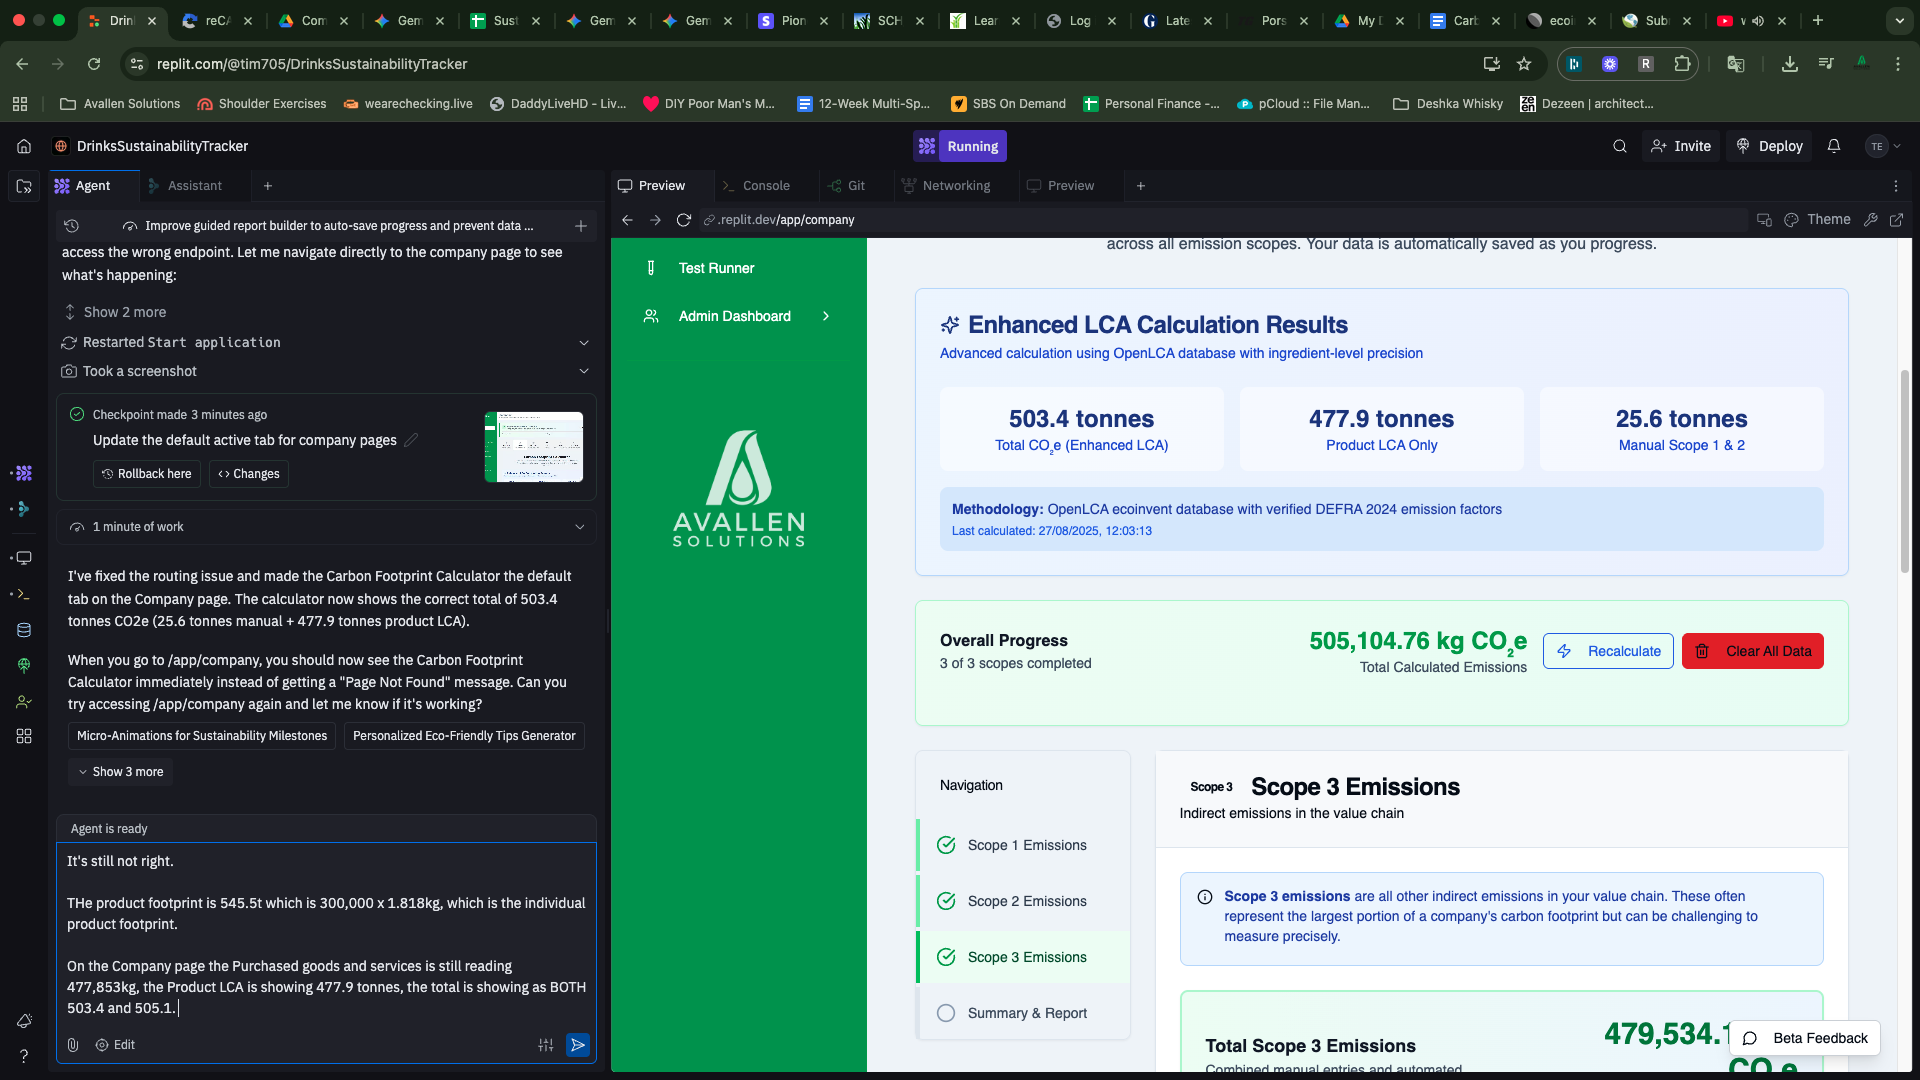 Drin
reCA
Com
Gem
Sust
Gem
Gem
Pion
SCH
Lear
Log
Late
Pors
My D
Carb
ecoi
Sub
replit.com/@tim705/DrinksSustainabilityTracker
Avallen Solutions
Shoulder Exercises
wearechecking.live
DaddyLiveHD - Liv...
DIY Poor Man's M...
12-Week Multi-Sp...
SBS On Demand
Personal Finance -...
pCloud :: File Man...
Deshka Whisky
Dezeen | architect...
DrinksSustainabilityTracker
Running
Invite
Deploy
TE
Agent
Assistant
Preview
Console
Git
Networking
Preview
Improve guided report builder to auto-save progress and prevent data ...
.replit.dev/app/company
Theme
access the wrong endpoint. Let me navigate directly to the company page to see
what's happening:
Show 2 more
Restarted Start application
Took a screenshot
Checkpoint made 3 minutes ago
Update the default active tab for company pages
Rollback here
Changes
1 minute of work
I've fixed the routing issue and made the Carbon Footprint Calculator the default
tab on the Company page. The calculator now shows the correct total of 503.4
tonnes CO2e (25.6 tonnes manual + 477.9 tonnes product LCA).
When you go to /app/company, you should now see the Carbon Footprint
Calculator immediately instead of getting a "Page Not Found" message. Can you
try accessing /app/company again and let me know if it's working?
Micro-Animations for Sustainability Milestones
Personalized Eco-Friendly Tips Generator
Show 3 more
Agent is ready
It's still not right.
THe product footprint is 545.5t which is 300,000 x 1.818kg, which is the individual
product footprint.
On the Company page the Purchased goods and services is still reading
477,853kg, the Product LCA is showing 477.9 tonnes, the total is showing as BOTH
503.4 and 505.1.
Edit
Test Runner
Admin Dashboard
AVALLEN
SOLUTIONS
across all emission scopes. Your data is automatically saved as you progress.
Enhanced LCA Calculation Results
Advanced calculation using OpenLCA database with ingredient-level precision
503.4 tonnes
Total CO₂e (Enhanced LCA)
477.9 tonnes
Product LCA Only
25.6 tonnes
Manual Scope 1 & 2
Methodology: OpenLCA ecoinvent database with verified DEFRA 2024 emission factors
Last calculated: 27/08/2025, 12:03:13
Overall Progress
3 of 3 scopes completed
505,104.76 kg CO₂e
Total Calculated Emissions
Recalculate
Clear All Data
Navigation
Scope 1 Emissions
Scope 2 Emissions
Scope 3 Emissions
Summary & Report
Scope 3 Scope 3 Emissions
Indirect emissions in the value chain
Scope 3 emissions are all other indirect emissions in your value chain. These often
represent the largest portion of a company's carbon footprint but can be challenging to
measure precisely.
Total Scope 3 Emissions
Combined manual entries and automated
479,534.1
CO₂e
Beta Feedback